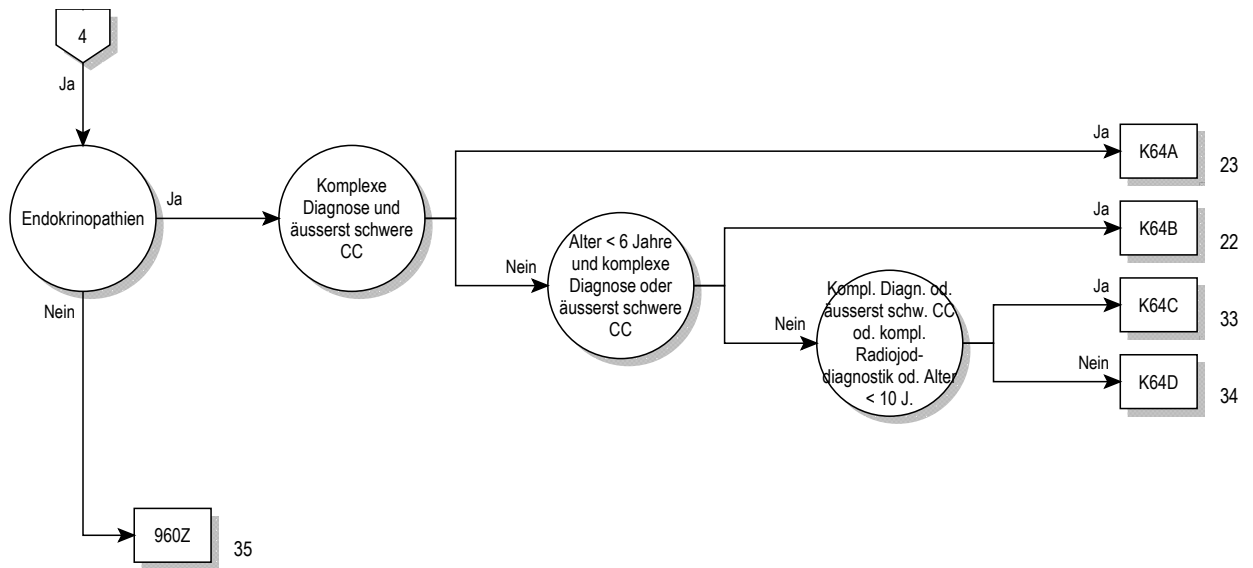 4
Ja
Endokrinopathien
Ja
Nein
Komplexe
Diagnose und
äusserst schwere
CC
Nein
Alter < 6 Jahre
und komplexe
Diagnose oder
äusserst schwere
CC
Nein
Kompl. Diagn. od.
äusserst schw. CC
od. kompl.
Radiojod-
diagnostik od. Alter
< 10 J.
Ja
K64A
23
Ja
K64B
22
Ja
K64C
33
Nein
K64D
34
960Z
35